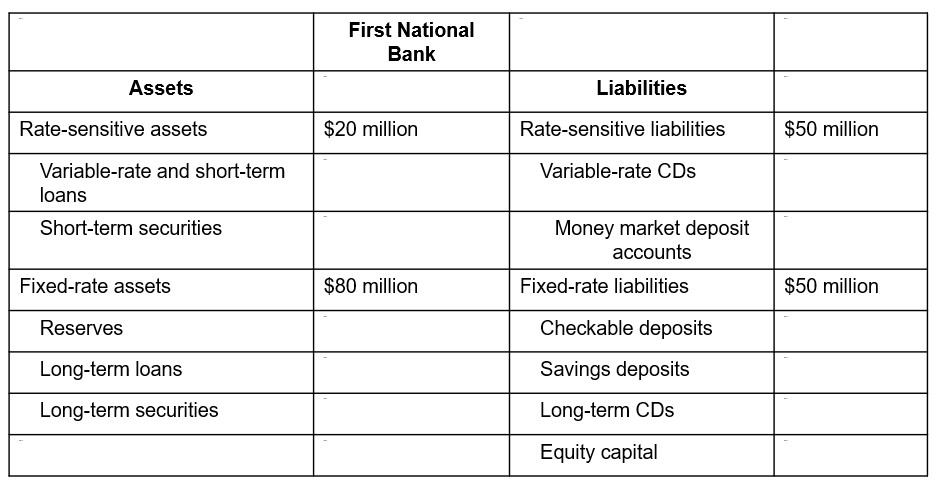 First National
Bank
Assets
Liabilities
Rate-sensitive assets $20 million Rate-sensitive liabilities $50 million
Variable-rate and short-term
loans
Variable-rate CDs
Short-term securities
Money market deposit
accounts
Fixed-rate assets $80 million Fixed-rate liabilities $50 million
Reserves Checkable deposits
Long-term loans Savings deposits
Long-term securities Long-term CDs
Equity capital